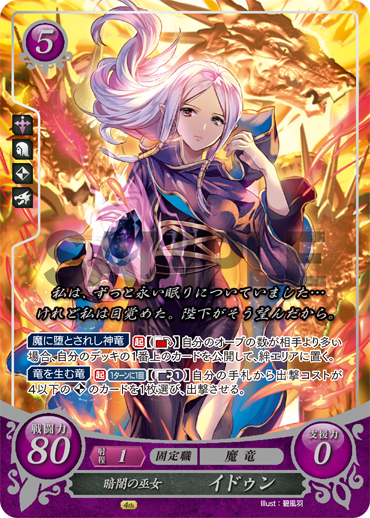 5
SAMPLE
私は、ずっと永い眠りについていました…
けれど私は目覚めた。陛下がそう望んだから。
魔に堕とされし神竜 起【】自分のオーブの数が相手より多い
場合、自分のデッキの1番上のカードを公開して、絆エリアに置く。
竜を生む竜 起 1ターンに1回【1】自分の手札から出撃コストが
4以下ののカードを1枚選び、出撃させる。
戦闘力
80
射程 1
固定職
魔竜
支援力
0
暗闇の巫女 イドゥン
4th
Illust:碧風羽